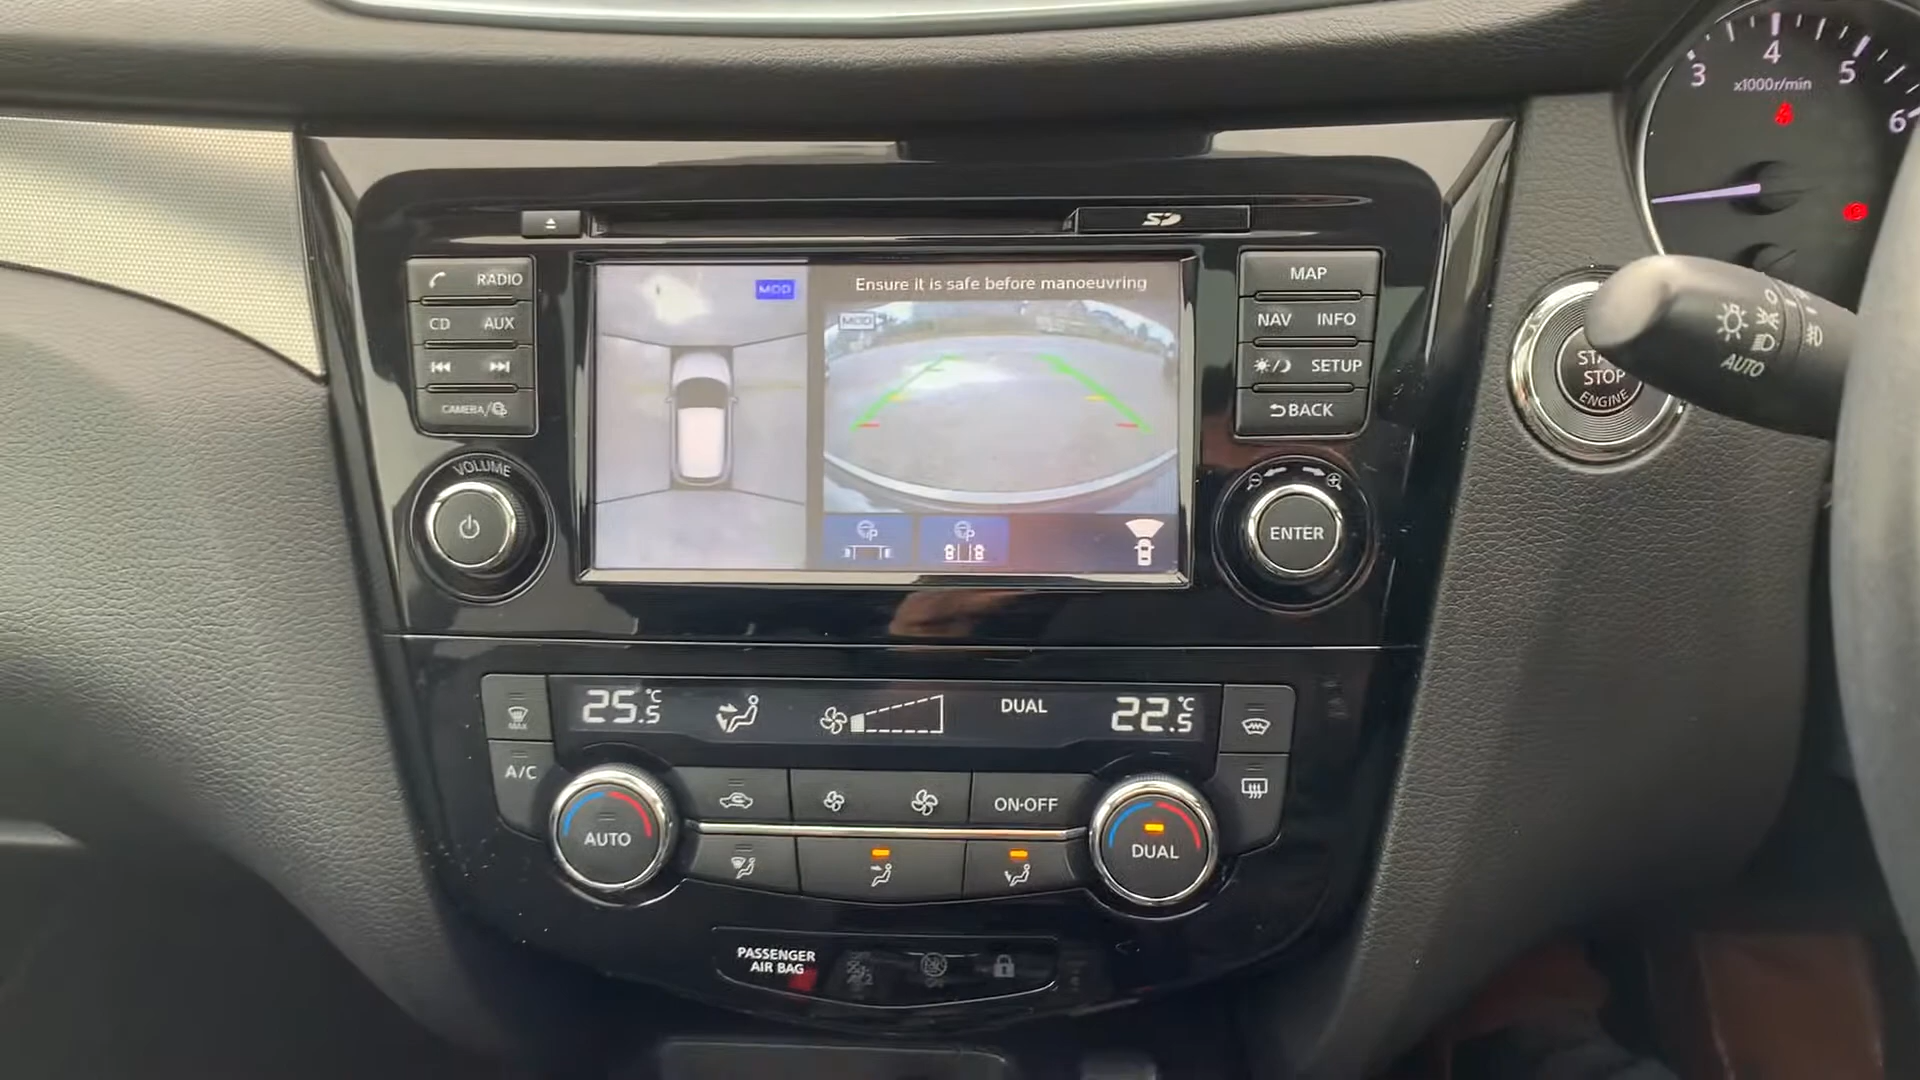 3 4 5 6
x1000r/min
SD
RADIO
CD AUX
CAMERA/
VOLUME
MOD
Ensure it is safe before manoeuvring
MOD
P
P
MAP
NAV INFO
SETUP
BACK
ENTER
STOP
ENGINE
AUTO
25.5°C
DUAL
22.5°C
MAX
A/C
AUTO
ON·OFF
DUAL
PASSENGER
AIR BAG